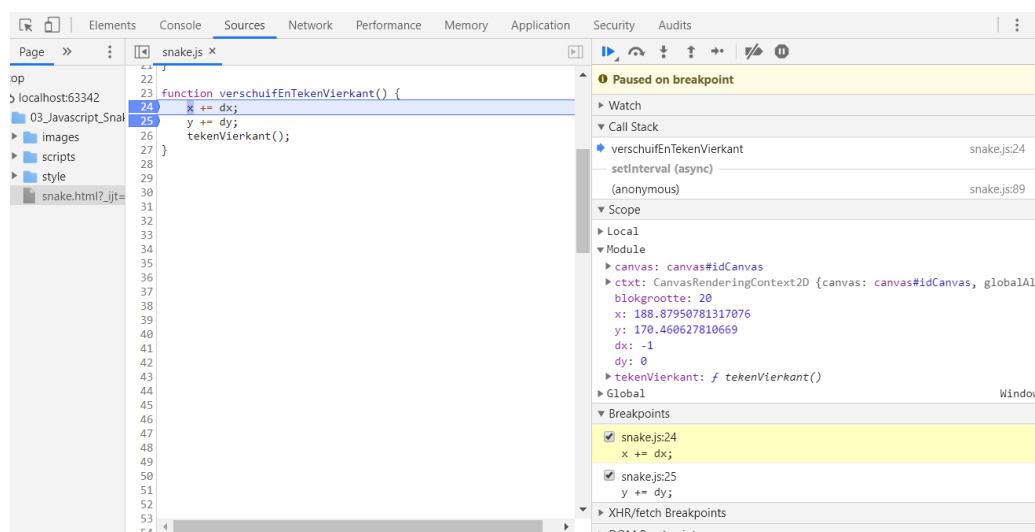 Elements Console Sources Network Performance Memory Application Security Audits
Page » snake.js ×
localhost:63342
03_Javascript_Snak
images
scripts
style
snake.html?_ijt=
21 }
22
23 function verschuifEnTekenVierkant() {
24 x += dx;
25 y += dy;
26 tekenVierkant();
27 }
28
29
30
31
32
33
34
35
36
37
38
39
40
41
42
43
44
45
46
47
48
49
50
51
52
53
54
Paused on breakpoint
Watch
Call Stack
verschuifEnTekenVierkant snake.js:24
setInterval (async)
(anonymous) snake.js:89
Scope
Local
Module
canvas: canvas#idCanvas
ctxt: CanvasRenderingContext2D {canvas: canvas#idCanvas, globalAl
blokgrootte: 20
x: 188.87950781317076
y: 170.460627810669
dx: -1
dy: 0
tekenVierkant: ƒ tekenVierkant()
Global Window
Breakpoints
snake.js:24
x += dx;
snake.js:25
y += dy;
XHR/fetch Breakpoints
DOM Breakpoints